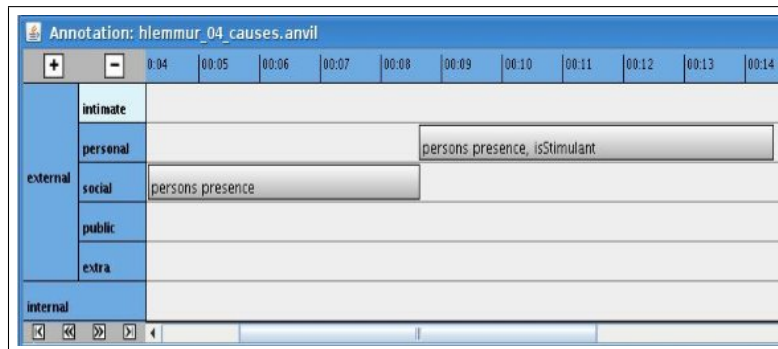 Annotation: hlemmur_04_causes.anvil
+ - 0:04 00:05 00:06 00:07 00:08 00:09 00:10 00:11 00:12 00:13 00:14
intimate
personal persons presence, isStimulant
external social persons presence
public
extra
internal